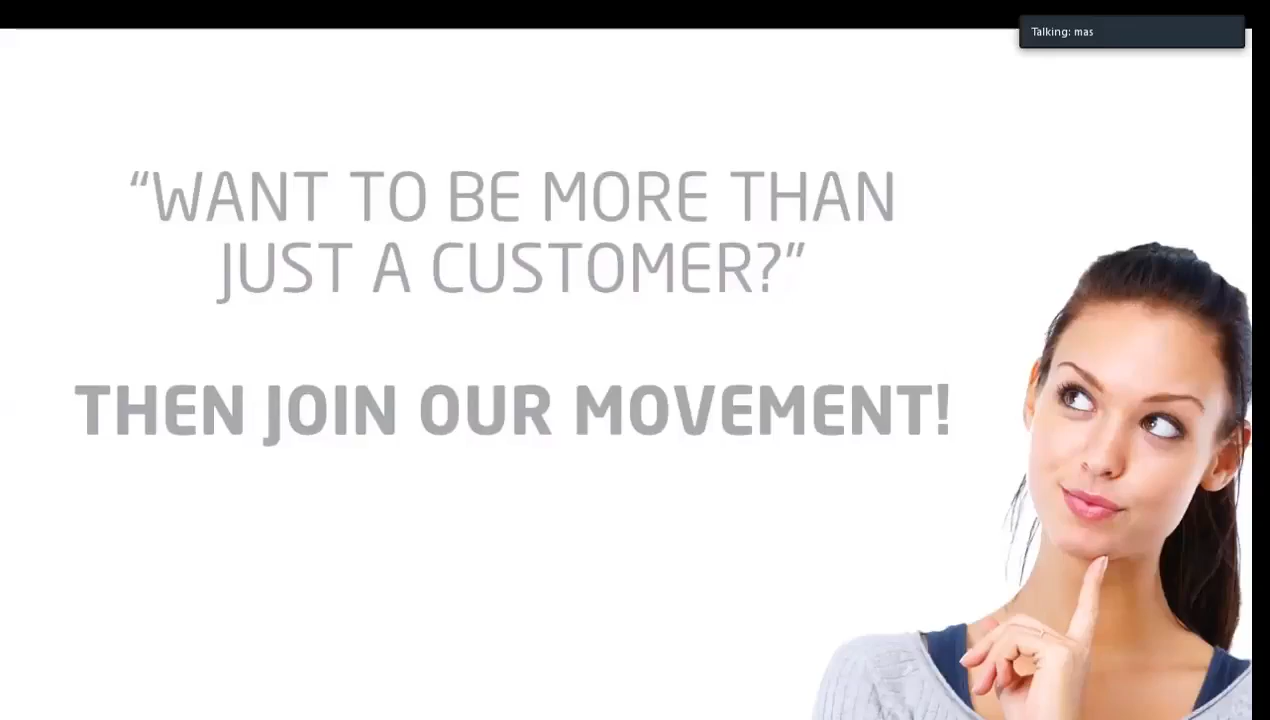 Talking: mas
“WANT TO BE MORE THAN
JUST A CUSTOMER?”
THEN JOIN OUR MOVEMENT!